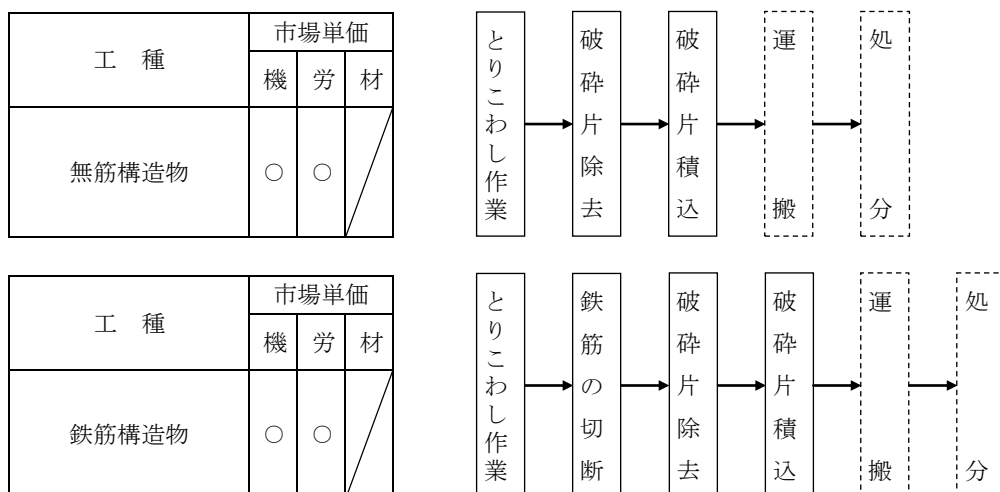 工 種
市場単価
機 労 材
無筋構造物
○ ○
とりこわし作業
破砕片除去
破砕片積込
運搬
処分
工 種
市場単価
機 労 材
鉄筋構造物
○ ○
とりこわし作業
鉄筋の切断
破砕片除去
破砕片積込
運搬
処分